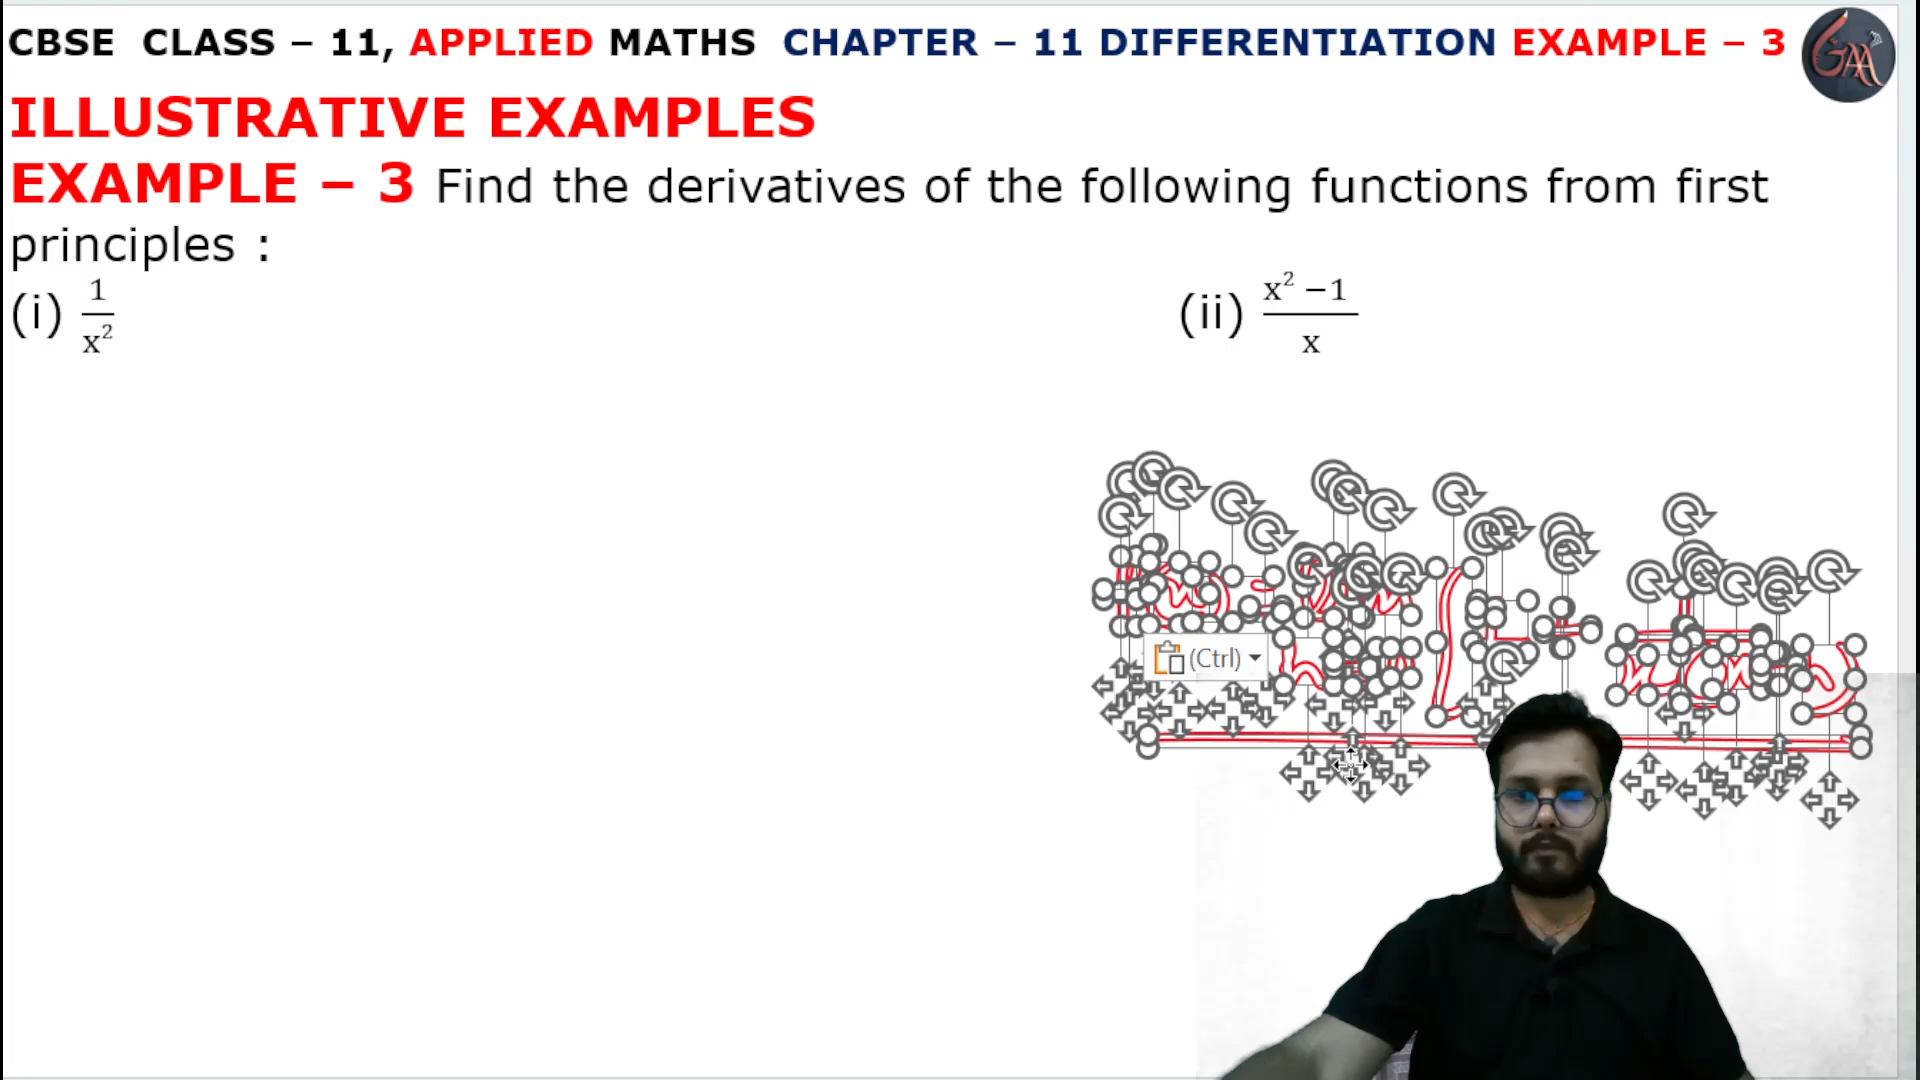 CBSE CLASS – 11, APPLIED MATHS CHAPTER – 11 DIFFERENTIATION EXAMPLE – 3
ILLUSTRATIVE EXAMPLES
EXAMPLE – 3 Find the derivatives of the following functions from first
principles :
(i) 1/x² (ii) x² −1/x
(Ctrl)